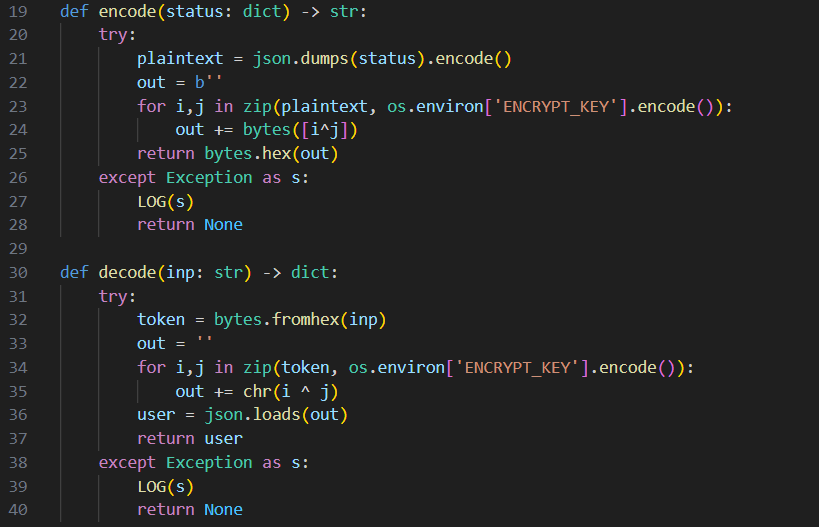 19 def encode(status: dict) -> str:
20     try:
21         plaintext = json.dumps(status).encode()
22         out = b''
23         for i,j in zip(plaintext, os.environ['ENCRYPT_KEY'].encode()):
24             out += bytes([i^j])
25         return bytes.hex(out)
26     except Exception as s:
27         LOG(s)
28         return None
29
30 def decode(inp: str) -> dict:
31     try:
32         token = bytes.fromhex(inp)
33         out = ''
34         for i,j in zip(token, os.environ['ENCRYPT_KEY'].encode()):
35             out += chr(i ^ j)
36         user = json.loads(out)
37         return user
38     except Exception as s:
39         LOG(s)
40         return None